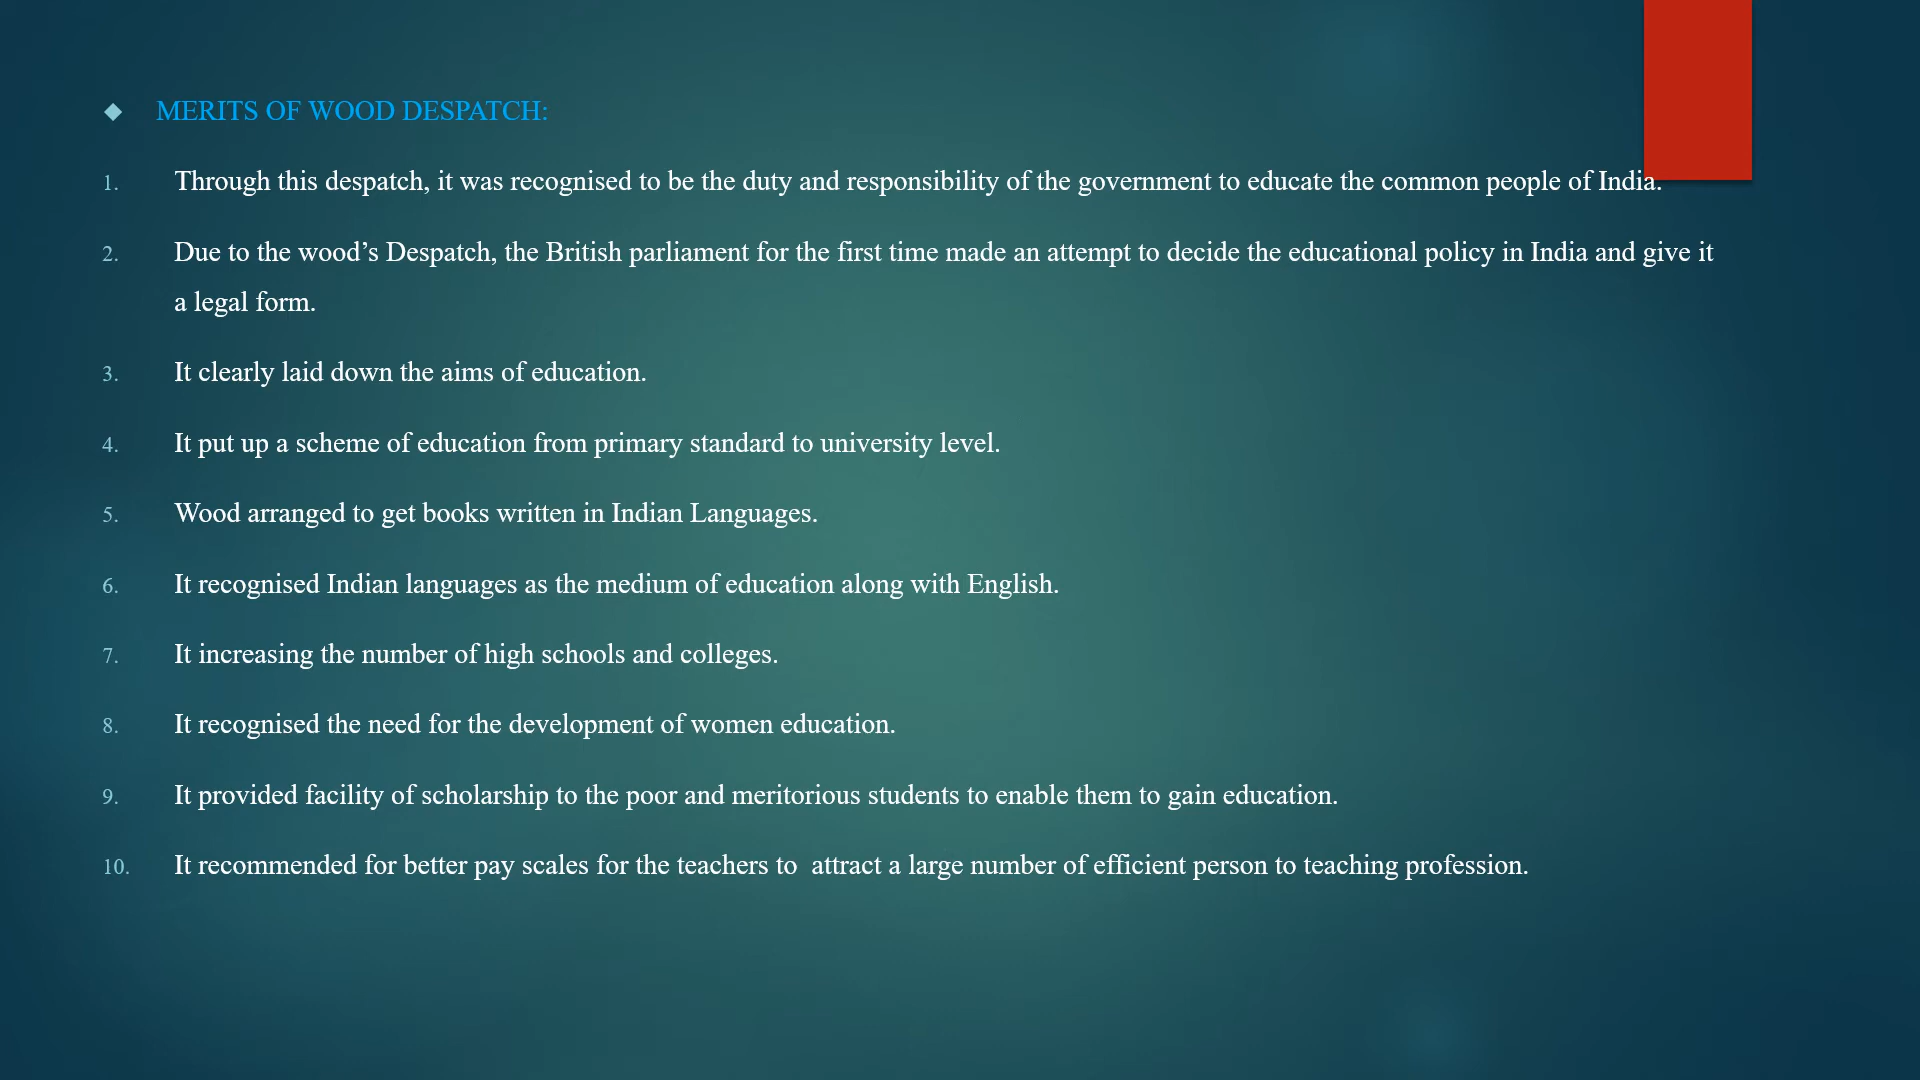 ◆ MERITS OF WOOD DESPATCH:
1. Through this despatch, it was recognised to be the duty and responsibility of the government to educate the common people of India.
2. Due to the wood’s Despatch, the British parliament for the first time made an attempt to decide the educational policy in India and give it
a legal form.
3. It clearly laid down the aims of education.
4. It put up a scheme of education from primary standard to university level.
5. Wood arranged to get books written in Indian Languages.
6. It recognised Indian languages as the medium of education along with English.
7. It increasing the number of high schools and colleges.
8. It recognised the need for the development of women education.
9. It provided facility of scholarship to the poor and meritorious students to enable them to gain education.
10. It recommended for better pay scales for the teachers to  attract a large number of efficient person to teaching profession.